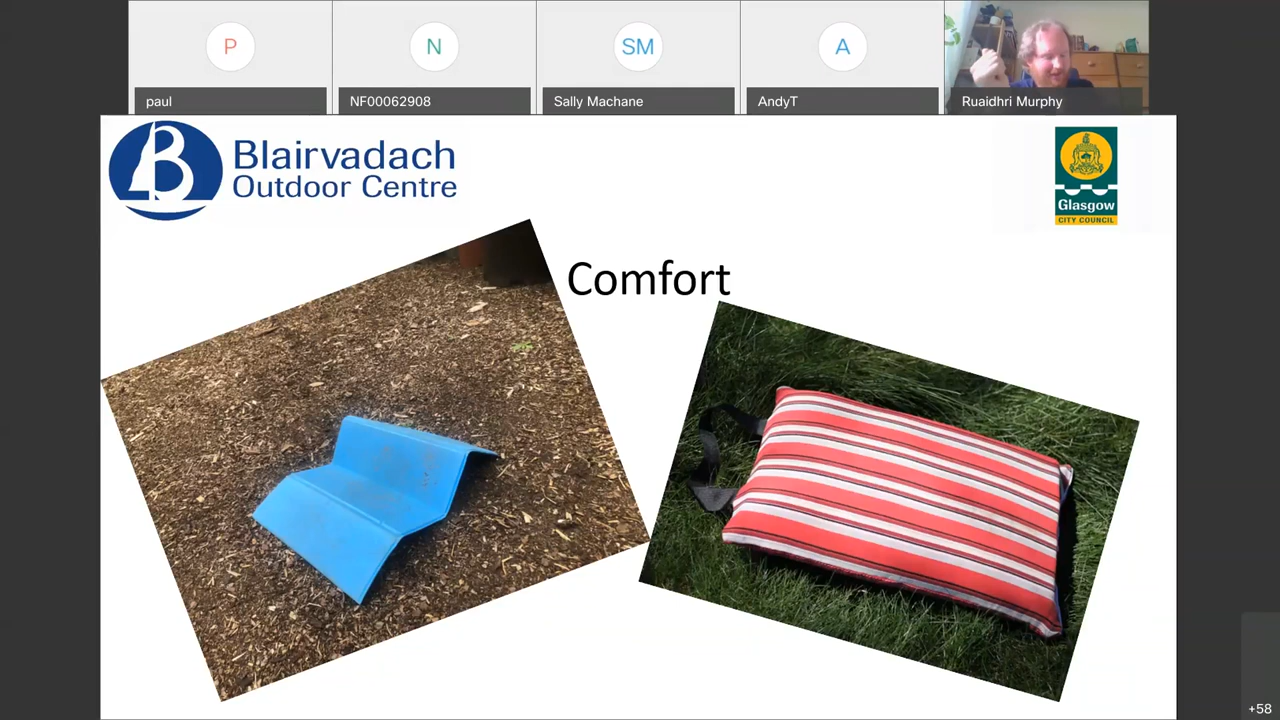 P
N
SM
A
paul
NF00062908
Sally Machane
AndyT
Ruaidhri Murphy
B
Blairvadach
Outdoor Centre
Glasgow
CITY COUNCIL
Comfort
+58